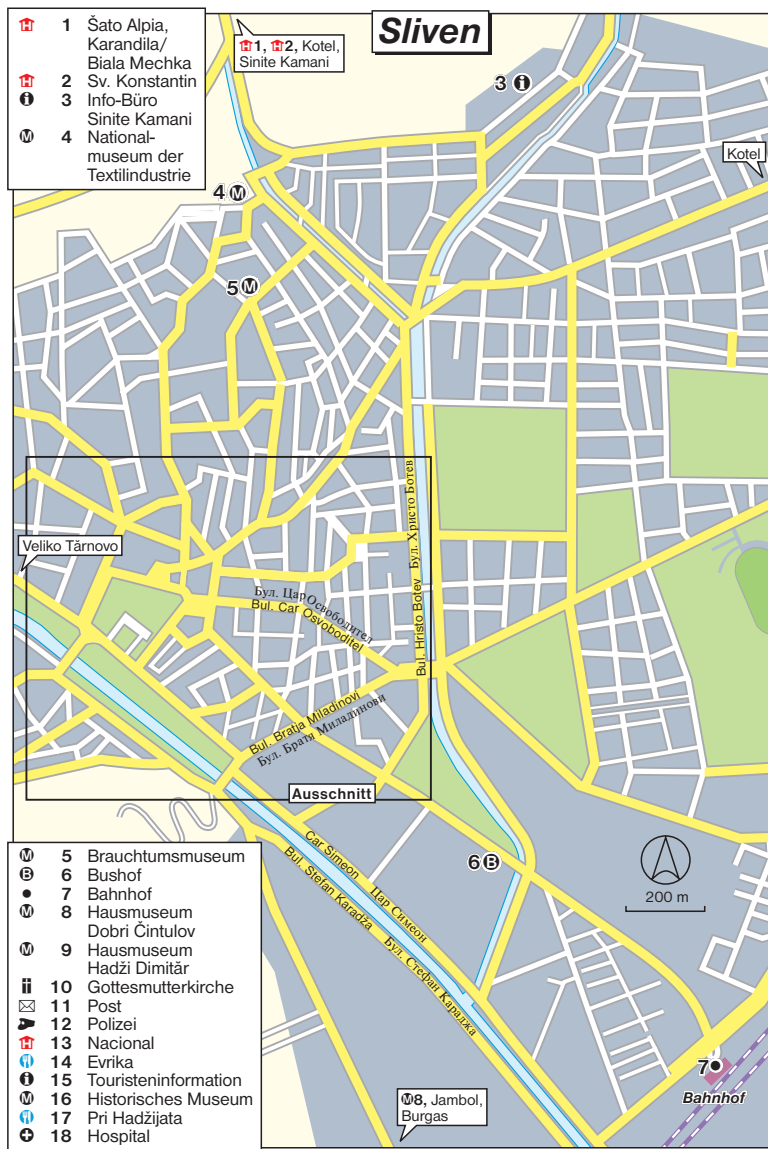 Sliven
1 Šato Alpia,
Karandila/
Biala Mechka
2 Sv. Konstantin
3 Info-Büro
Sinite Kamani
4 National-
museum der
Textilindustrie
1, 2, Kotel,
Sinite Kamani
3
Kotel
4
5
Veliko Tărnovo
Бул. Христо Ботев
Bul. Hristo Botev
Бул. Цар Освободител
Bul. Car Osvoboditel
Bul. Bratja Miladinovi
Бул. Братя Миладинови
Ausschnitt
Car Simeon
Цар Симеон
Bul. Stefan Karadža
Бул. Стефан Караджа
6 B
200 m
5 Brauchtumsmuseum
6 Bushof
7 Bahnhof
8 Hausmuseum
Dobri Čintulov
9 Hausmuseum
Hadži Dimităr
10 Gottesmutterkirche
11 Post
12 Polizei
13 Nacional
14 Evrika
15 Touristeninformation
16 Historisches Museum
17 Pri Hadžijata
18 Hospital
M8, Jambol,
Burgas
7
Bahnhof